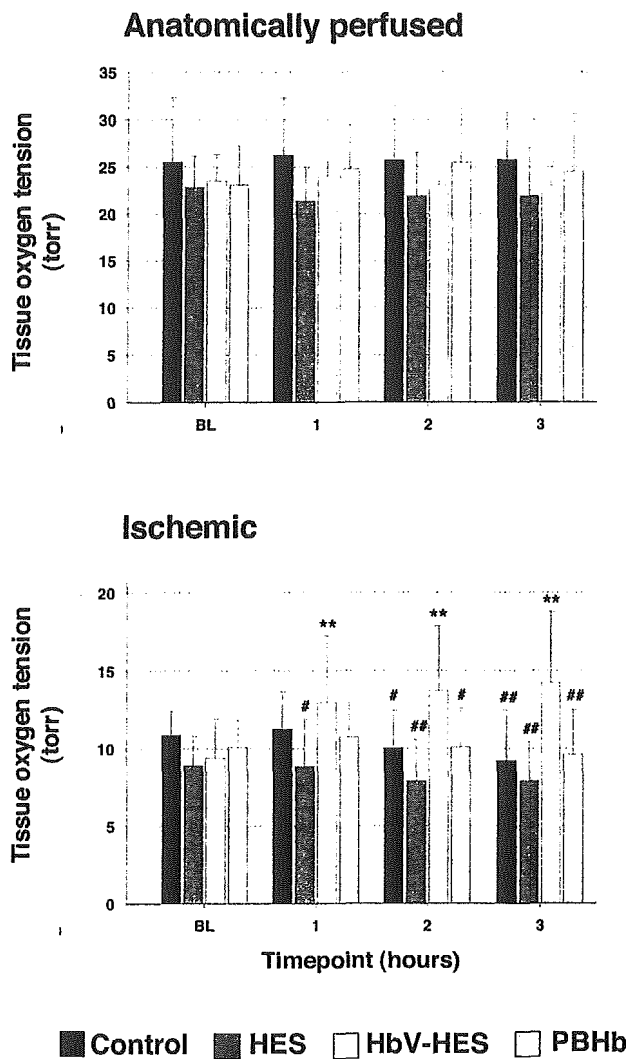 Anatomically perfused
Tissue oxygen tension
(torr)
35
30
25
20
15
10
5
0
BL 1 2 3
Ischemic
Tissue oxygen tension
(torr)
20
15
10
5
0
** ** **
# # # ## ##
## ##
BL 1 2 3
Timepoint (hours)
Control HES HbV-HES PBHb